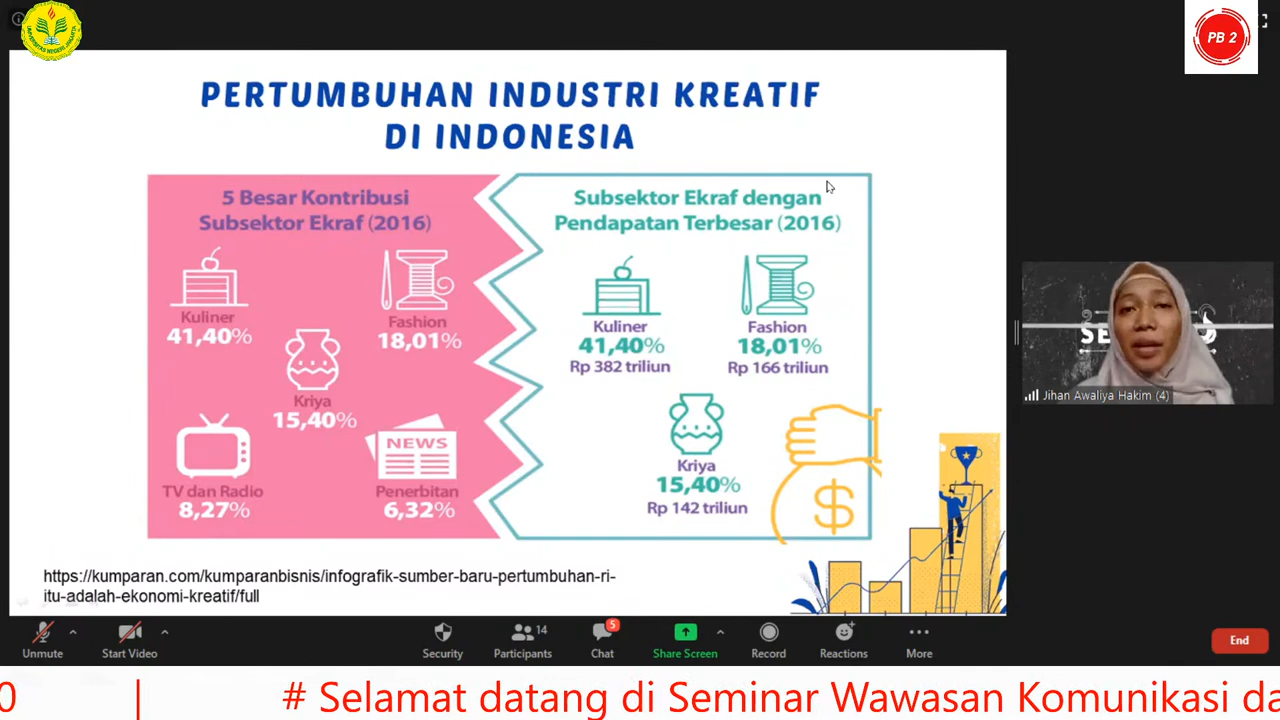 UNIVERSITAS NEGERI JAKARTA
PB 2
PERTUMBUHAN INDUSTRI KREATIF
DI INDONESIA
5 Besar Kontribusi
Subsektor Ekraf (2016)
Kuliner
41,40%
Fashion
18,01%
Kriya
15,40%
TV dan Radio
8,27%
NEWS
Penerbitan
6,32%
Subsektor Ekraf dengan
Pendapatan Terbesar (2016)
Kuliner
41,40%
Rp 382 triliun
Fashion
18,01%
Rp 166 triliun
Kriya
15,40%
Rp 142 triliun
$
https://kumparan.com/kumparanbisnis/infografik-sumber-baru-pertumbuhan-ri-
itu-adalah-ekonomi-kreatif/full
Jihan Awaliya Hakim (4)
Unmute
Start Video
Security
14
Participants
5
Chat
Share Screen
Record
Reactions
More
End
0 | # Selamat datang di Seminar Wawasan Komunikasi da